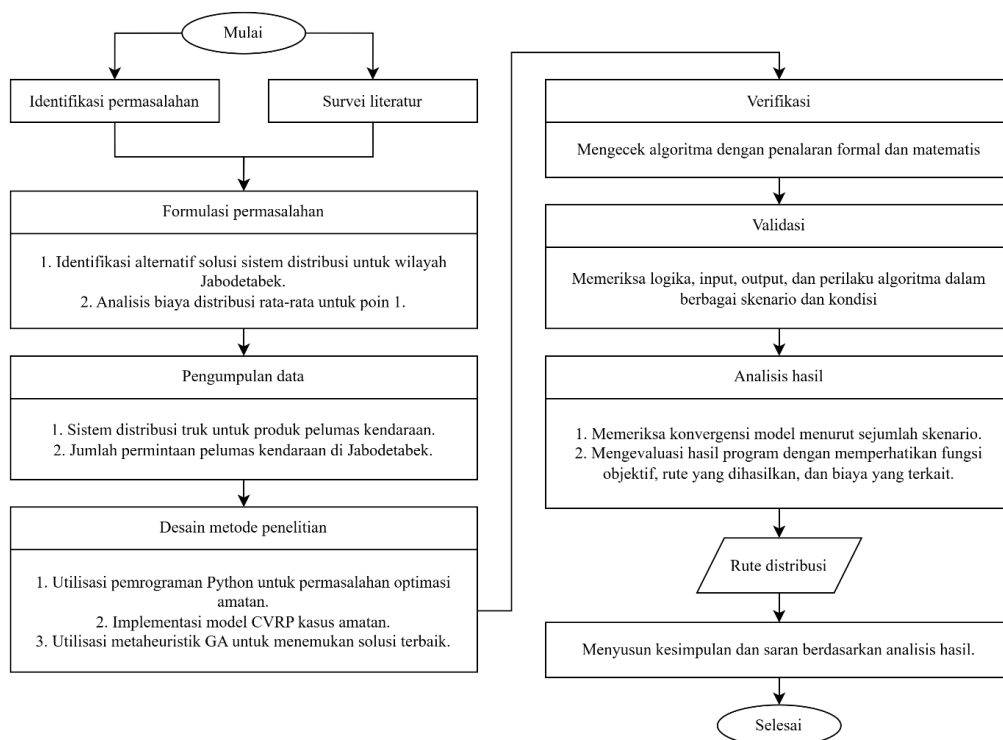 Mulai
Identifikasi permasalahan
Survei literatur
Formulasi permasalahan
1. Identifikasi alternatif solusi sistem distribusi untuk wilayah
Jabodetabek.
2. Analisis biaya distribusi rata-rata untuk poin 1.
Pengumpulan data
1. Sistem distribusi truk untuk produk pelumas kendaraan.
2. Jumlah permintaan pelumas kendaraan di Jabodetabek.
Desain metode penelitian
1. Utilisasi pemrograman Python untuk permasalahan optimasi
amatan.
2. Implementasi model CVRP kasus amatan.
3. Utilisasi metaheuristik GA untuk menemukan solusi terbaik.
Verifikasi
Mengecek algoritma dengan penalaran formal dan matematis
Validasi
Memeriksa logika, input, output, dan perilaku algoritma dalam
berbagai skenario dan kondisi
Analisis hasil
1. Memeriksa konvergensi model menurut sejumlah skenario.
2. Mengevaluasi hasil program dengan memperhatikan fungsi
objektif, rute yang dihasilkan, dan biaya yang terkait.
Rute distribusi
Menyusun kesimpulan dan saran berdasarkan analisis hasil.
Selesai